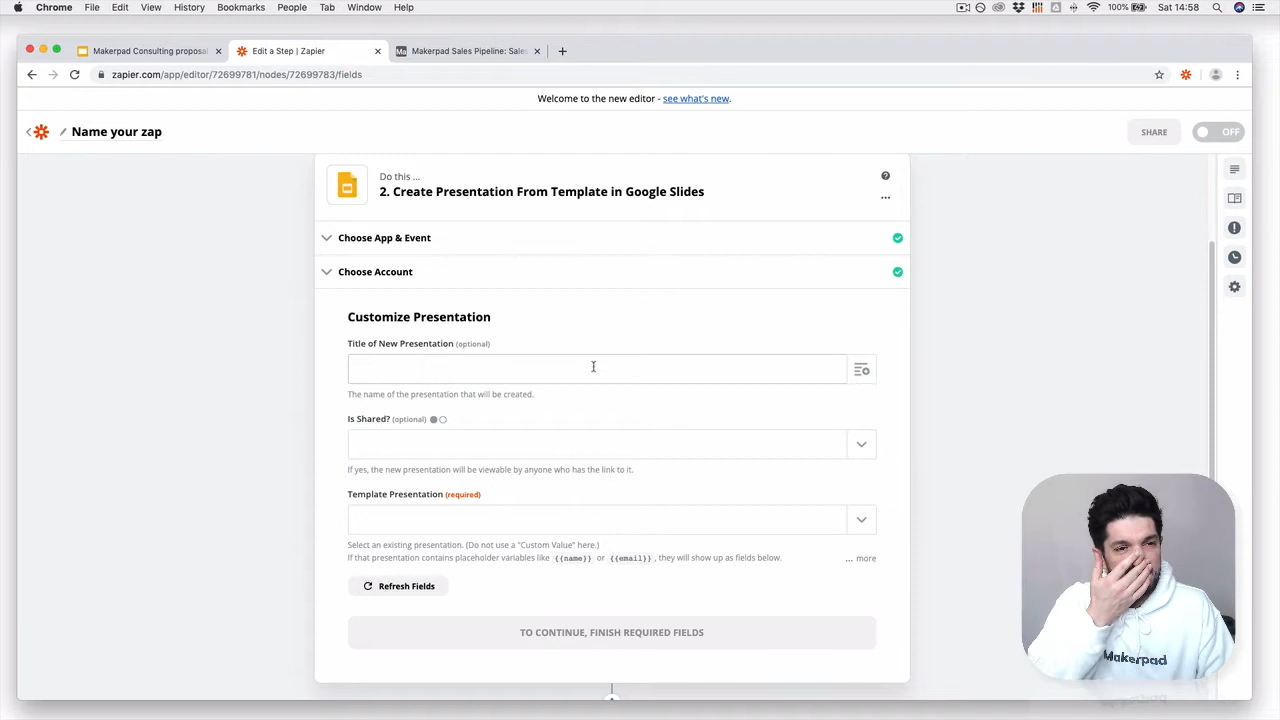 Chrome File Edit View History Bookmarks People Tab Window Help 100% Sat 14:58
Makerpad Consulting proposal Edit a Step | Zapier Makerpad Sales Pipeline: Sales
zapier.com/app/editor/72699781/nodes/72699783/fields
Welcome to the new editor - see what's new.
Name your zap SHARE OFF
Do this ...
2. Create Presentation From Template in Google Slides
Choose App & Event
Choose Account
Customize Presentation
Title of New Presentation (optional)
The name of the presentation that will be created.
Is Shared? (optional)
If yes, the new presentation will be viewable by anyone who has the link to it.
Template Presentation (required)
Select an existing presentation. (Do not use a "Custom Value" here.)
If that presentation contains placeholder variables like {{name}} or {{email}}, they will show up as fields below. ... more
Refresh Fields
TO CONTINUE, FINISH REQUIRED FIELDS
Makerpad